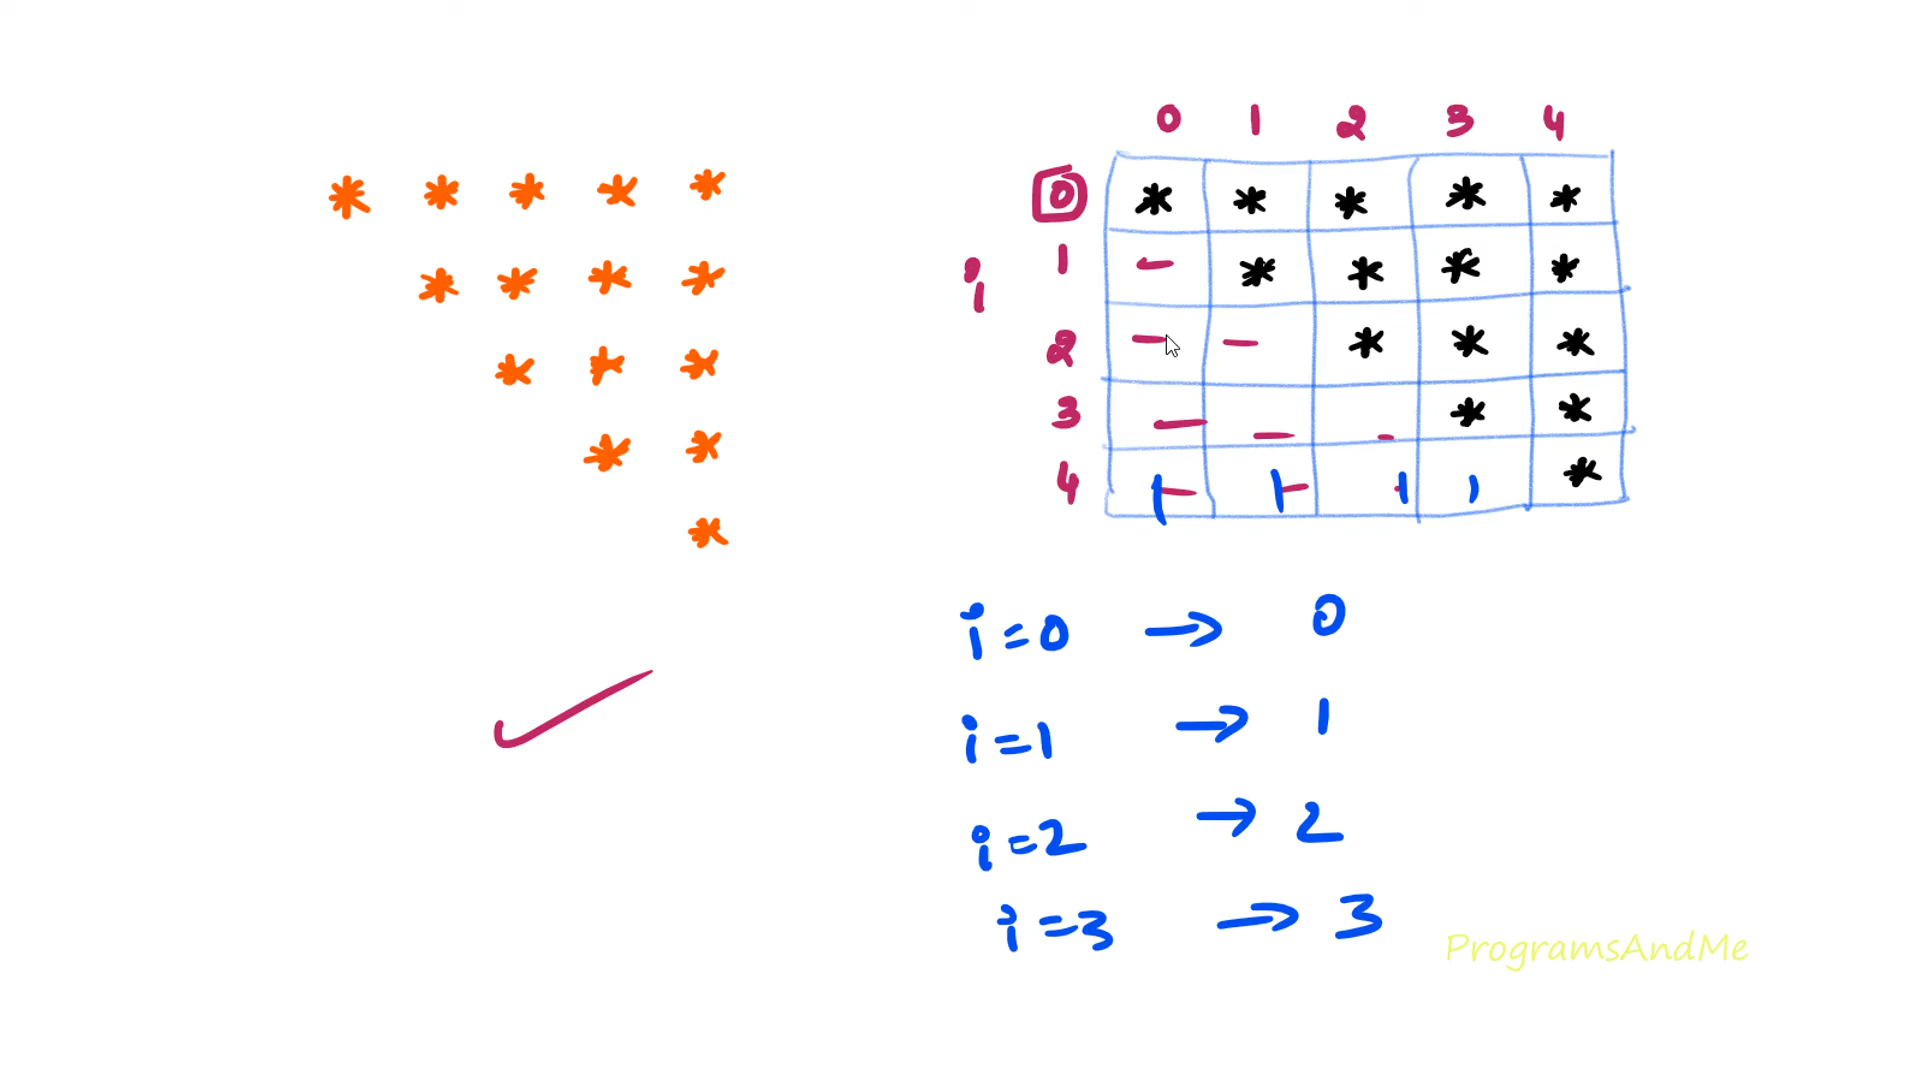 * * * * *
* * * *
* * *
* *
*
0 1 2 3 4
0 * * * * *
i 1 - * * * *
2 - - * * *
3 - - - * *
4 - - - *
i=0 → 0
i=1 → 1
i=2 → 2
i=3 → 3
ProgramsAndMe